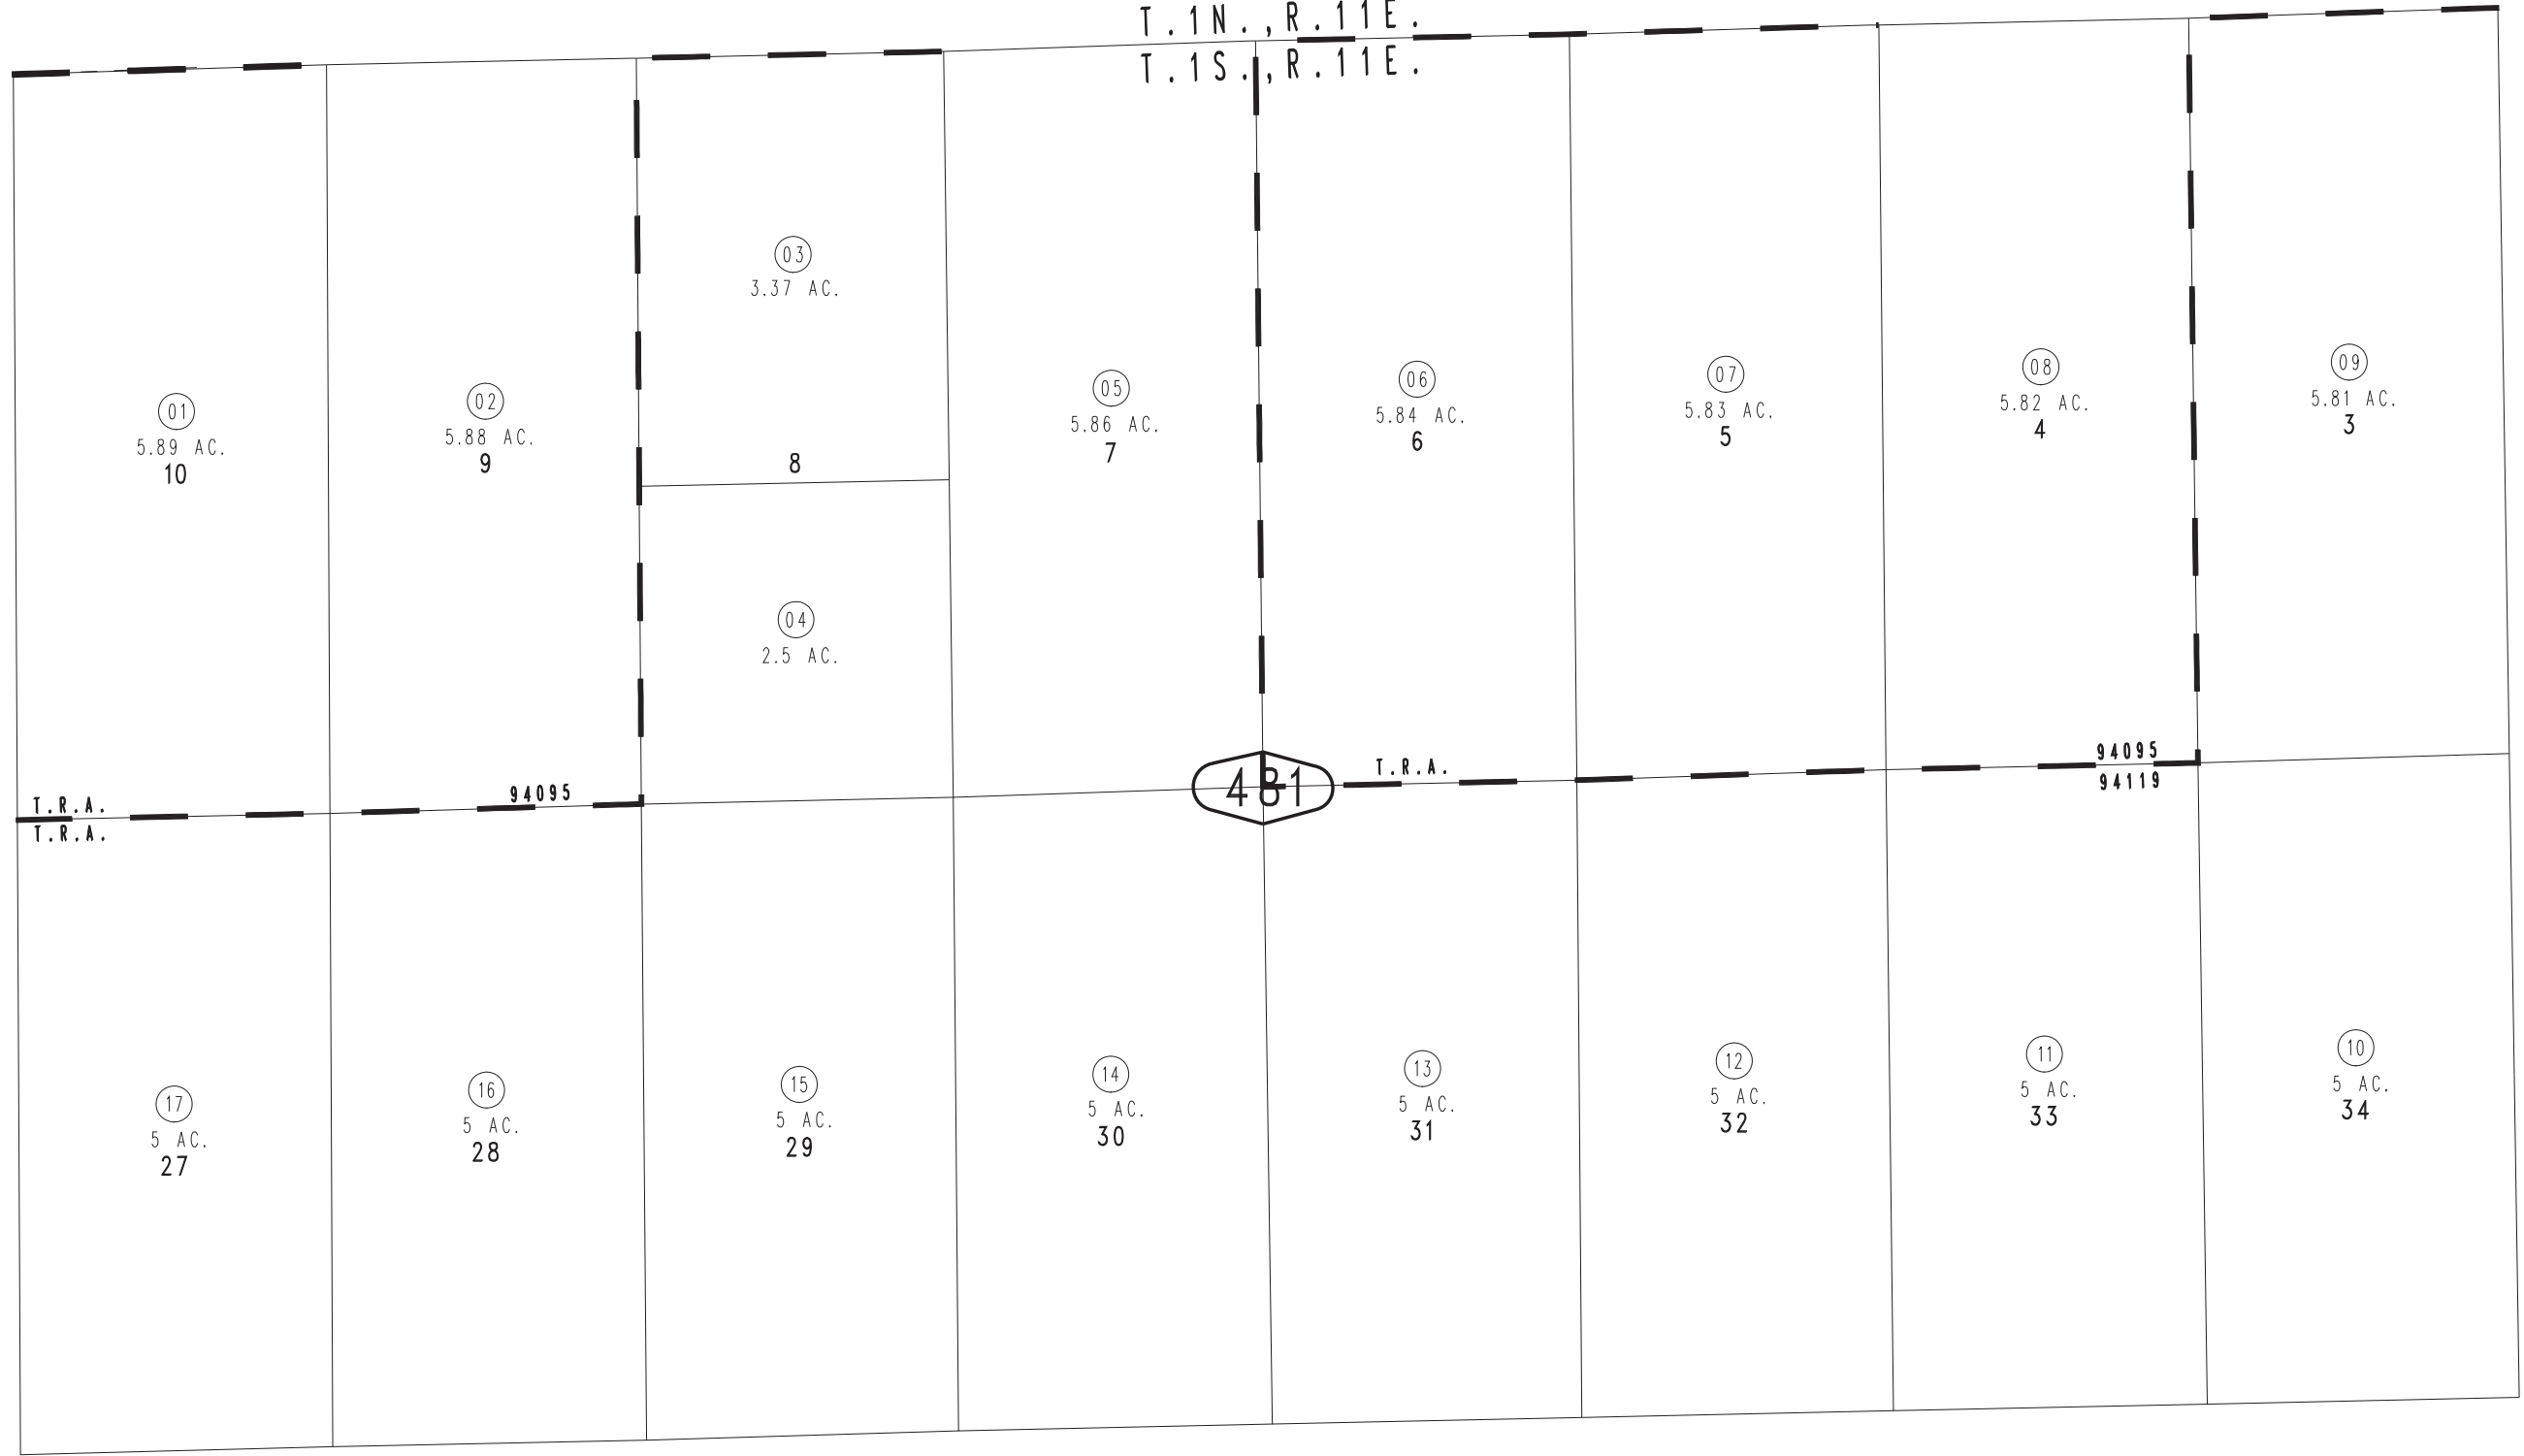 T.1N.,R.11E.
T.1S.,R.11E.
03
3.37 AC.
01
5.89 AC.
10
02
5.88 AC.
9
8
05
5.86 AC.
7
06
5.84 AC.
6
07
5.83 AC.
5
08
5.82 AC.
4
09
5.81 AC.
3
04
2.5 AC.
T.R.A.
94095
T.R.A.
481
T.R.A.
94095
94119
17
5 AC.
27
16
5 AC.
28
15
5 AC.
29
14
5 AC.
30
13
5 AC.
31
12
5 AC.
32
11
5 AC.
33
10
5 AC.
34